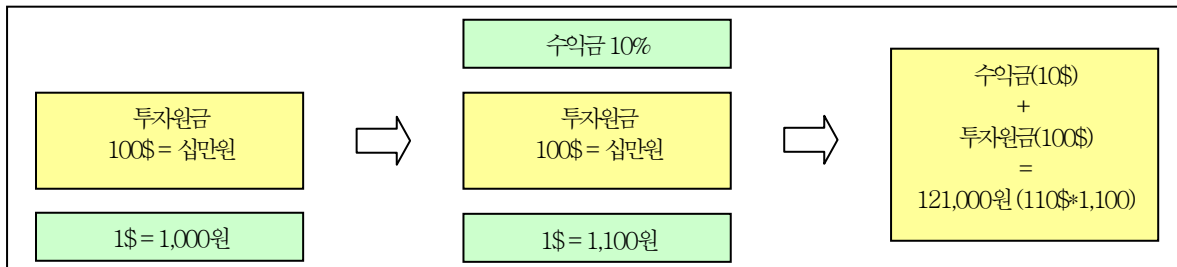 투자원금
100$ = 십만원
1$ = 1,000원
수익금 10%
투자원금
100$ = 십만원
1$ = 1,100원
수익금(10$)
+
투자원금(100$)
=
121,000원 (110$*1,100)